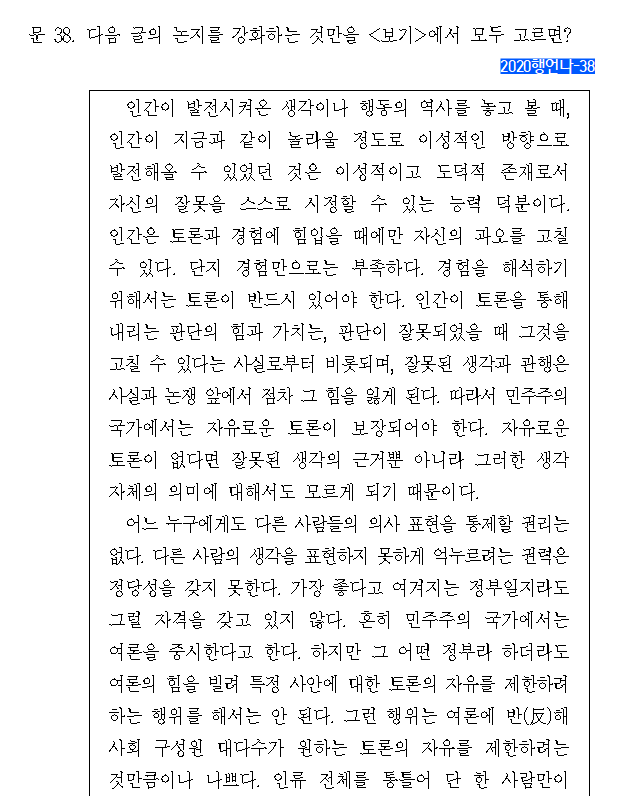 문 38. 다음 글의 논지를 강화하는 것만을 <보기>에서 모두 고르면?
2020행언나-38
인간이 발전시켜온 생각이나 행동의 역사를 놓고 볼 때,
인간이 지금과 같이 놀라울 정도로 이성적인 방향으로
발전해올 수 있었던 것은 이성적이고 도덕적 존재로서
자신의 잘못을 스스로 시정할 수 있는 능력 덕분이다.
인간은 토론과 경험에 힘입을 때에만 자신의 과오를 고칠
수 있다. 단지 경험만으로는 부족하다. 경험을 해석하기
위해서는 토론이 반드시 있어야 한다. 인간이 토론을 통해
내리는 판단의 힘과 가치는, 판단이 잘못되었을 때 그것을
고칠 수 있다는 사실로부터 비롯되며, 잘못된 생각과 관행은
사실과 논쟁 앞에서 점차 그 힘을 잃게 된다. 따라서 민주주의
국가에서는 자유로운 토론이 보장되어야 한다. 자유로운
토론이 없다면 잘못된 생각의 근거뿐 아니라 그러한 생각
자체의 의미에 대해서도 모르게 되기 때문이다.
어느 누구에게도 다른 사람들의 의사 표현을 통제할 권리는
없다. 다른 사람의 생각을 표현하지 못하게 억누르려는 권력은
정당성을 갖지 못한다. 가장 좋다고 여겨지는 정부일지라도
그럴 자격을 갖고 있지 않다. 흔히 민주주의 국가에서는
여론을 중시한다고 한다. 하지만 그 어떤 정부라 하더라도
여론의 힘을 빌려 특정 사안에 대한 토론의 자유를 제한하려
하는 행위를 해서는 안 된다. 그런 행위는 여론에 반(反)해
사회 구성원 대다수가 원하는 토론의 자유를 제한하려는
것만큼이나 나쁘다. 인류 전체를 통틀어 단 한 사람만이